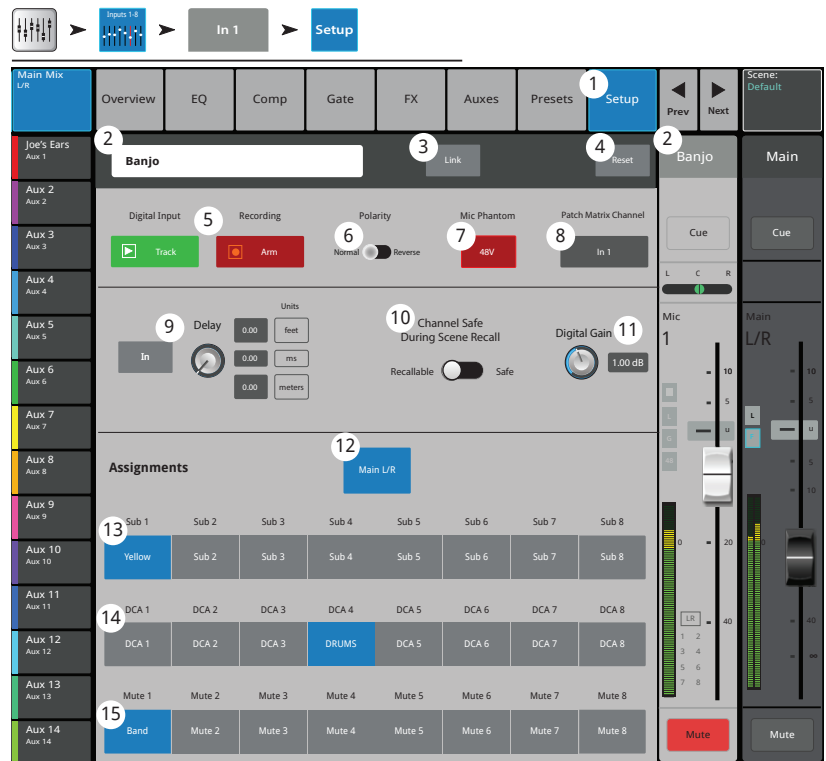 Inputs 1-8
In 1
Setup
Main Mix
L/R
Overview
EQ
Comp
Gate
FX
Auxes
Presets
1
Setup
Prev
Next
Scene:
Default
Joe's Ears
Aux 1
Aux 2
Aux 2
Aux 3
Aux 3
Aux 4
Aux 4
Aux 5
Aux 5
Aux 6
Aux 6
Aux 7
Aux 7
Aux 8
Aux 8
Aux 9
Aux 9
Aux 10
Aux 10
Aux 11
Aux 11
Aux 12
Aux 12
Aux 13
Aux 13
Aux 14
Aux 14
2
Banjo
3
Link
4
Reset
Digital Input
5
Recording
Polarity
Mic Phantom
Patch Matrix Channel
Track
Arm
6
Normal
Reverse
7
48V
8
In 1
9
In
Delay
Units
0.00 feet
0.00 ms
0.00 meters
10
Channel Safe
During Scene Recall
Recallable
Safe
Digital Gain
11
1.00 dB
12
Assignments
Main L/R
13
Sub 1 Sub 2 Sub 3 Sub 4 Sub 5 Sub 6 Sub 7 Sub 8
Yellow Sub 2 Sub 3 Sub 4 Sub 5 Sub 6 Sub 7 Sub 8
14
DCA 1 DCA 2 DCA 3 DCA 4 DCA 5 DCA 6 DCA 7 DCA 8
DCA 1 DCA 2 DCA 3 DRUMS DCA 5 DCA 6 DCA 7 DCA 8
15
Mute 1 Mute 2 Mute 3 Mute 4 Mute 5 Mute 6 Mute 7 Mute 8
Band Mute 2 Mute 3 Mute 4 Mute 5 Mute 6 Mute 7 Mute 8
2
Banjo
Cue
L C R
Mic
1
10
5
L
U
G
0
20
LR
40
1 2
3 4
5 6
7 8
Mute
Main
Cue
Main
L/R
10
5
L
U
5
10
0
20
40
∞
Mute